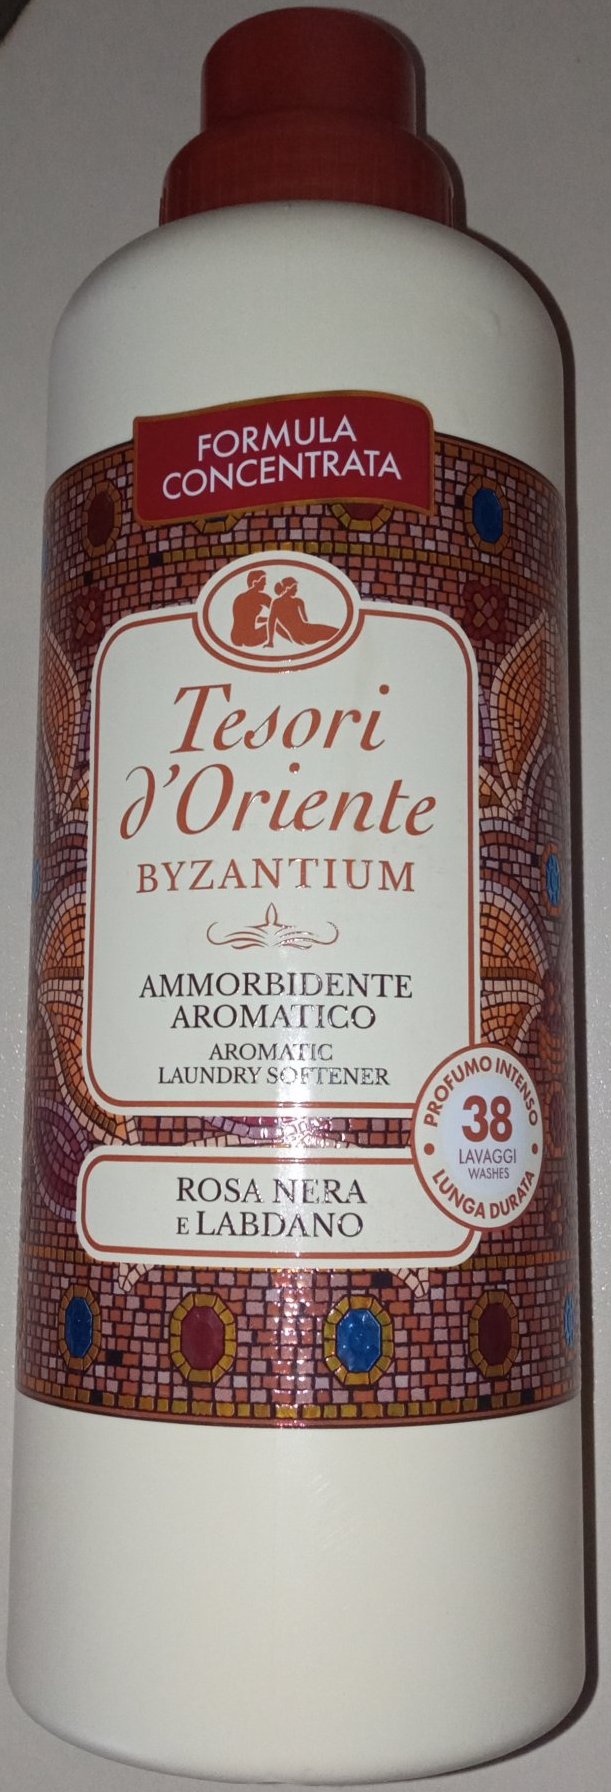 FORMULA
CONCENTRATA
Tesori
d'Oriente
BYZANTIUM
AMMORBIDENTE
AROMATICO
AROMATIC
LAUNDRY SOFTENER
PROFUMO INTENSO
38
LAVAGGI
WASHES
LUNGA DURATA
ROSA NERA
E LABDANO